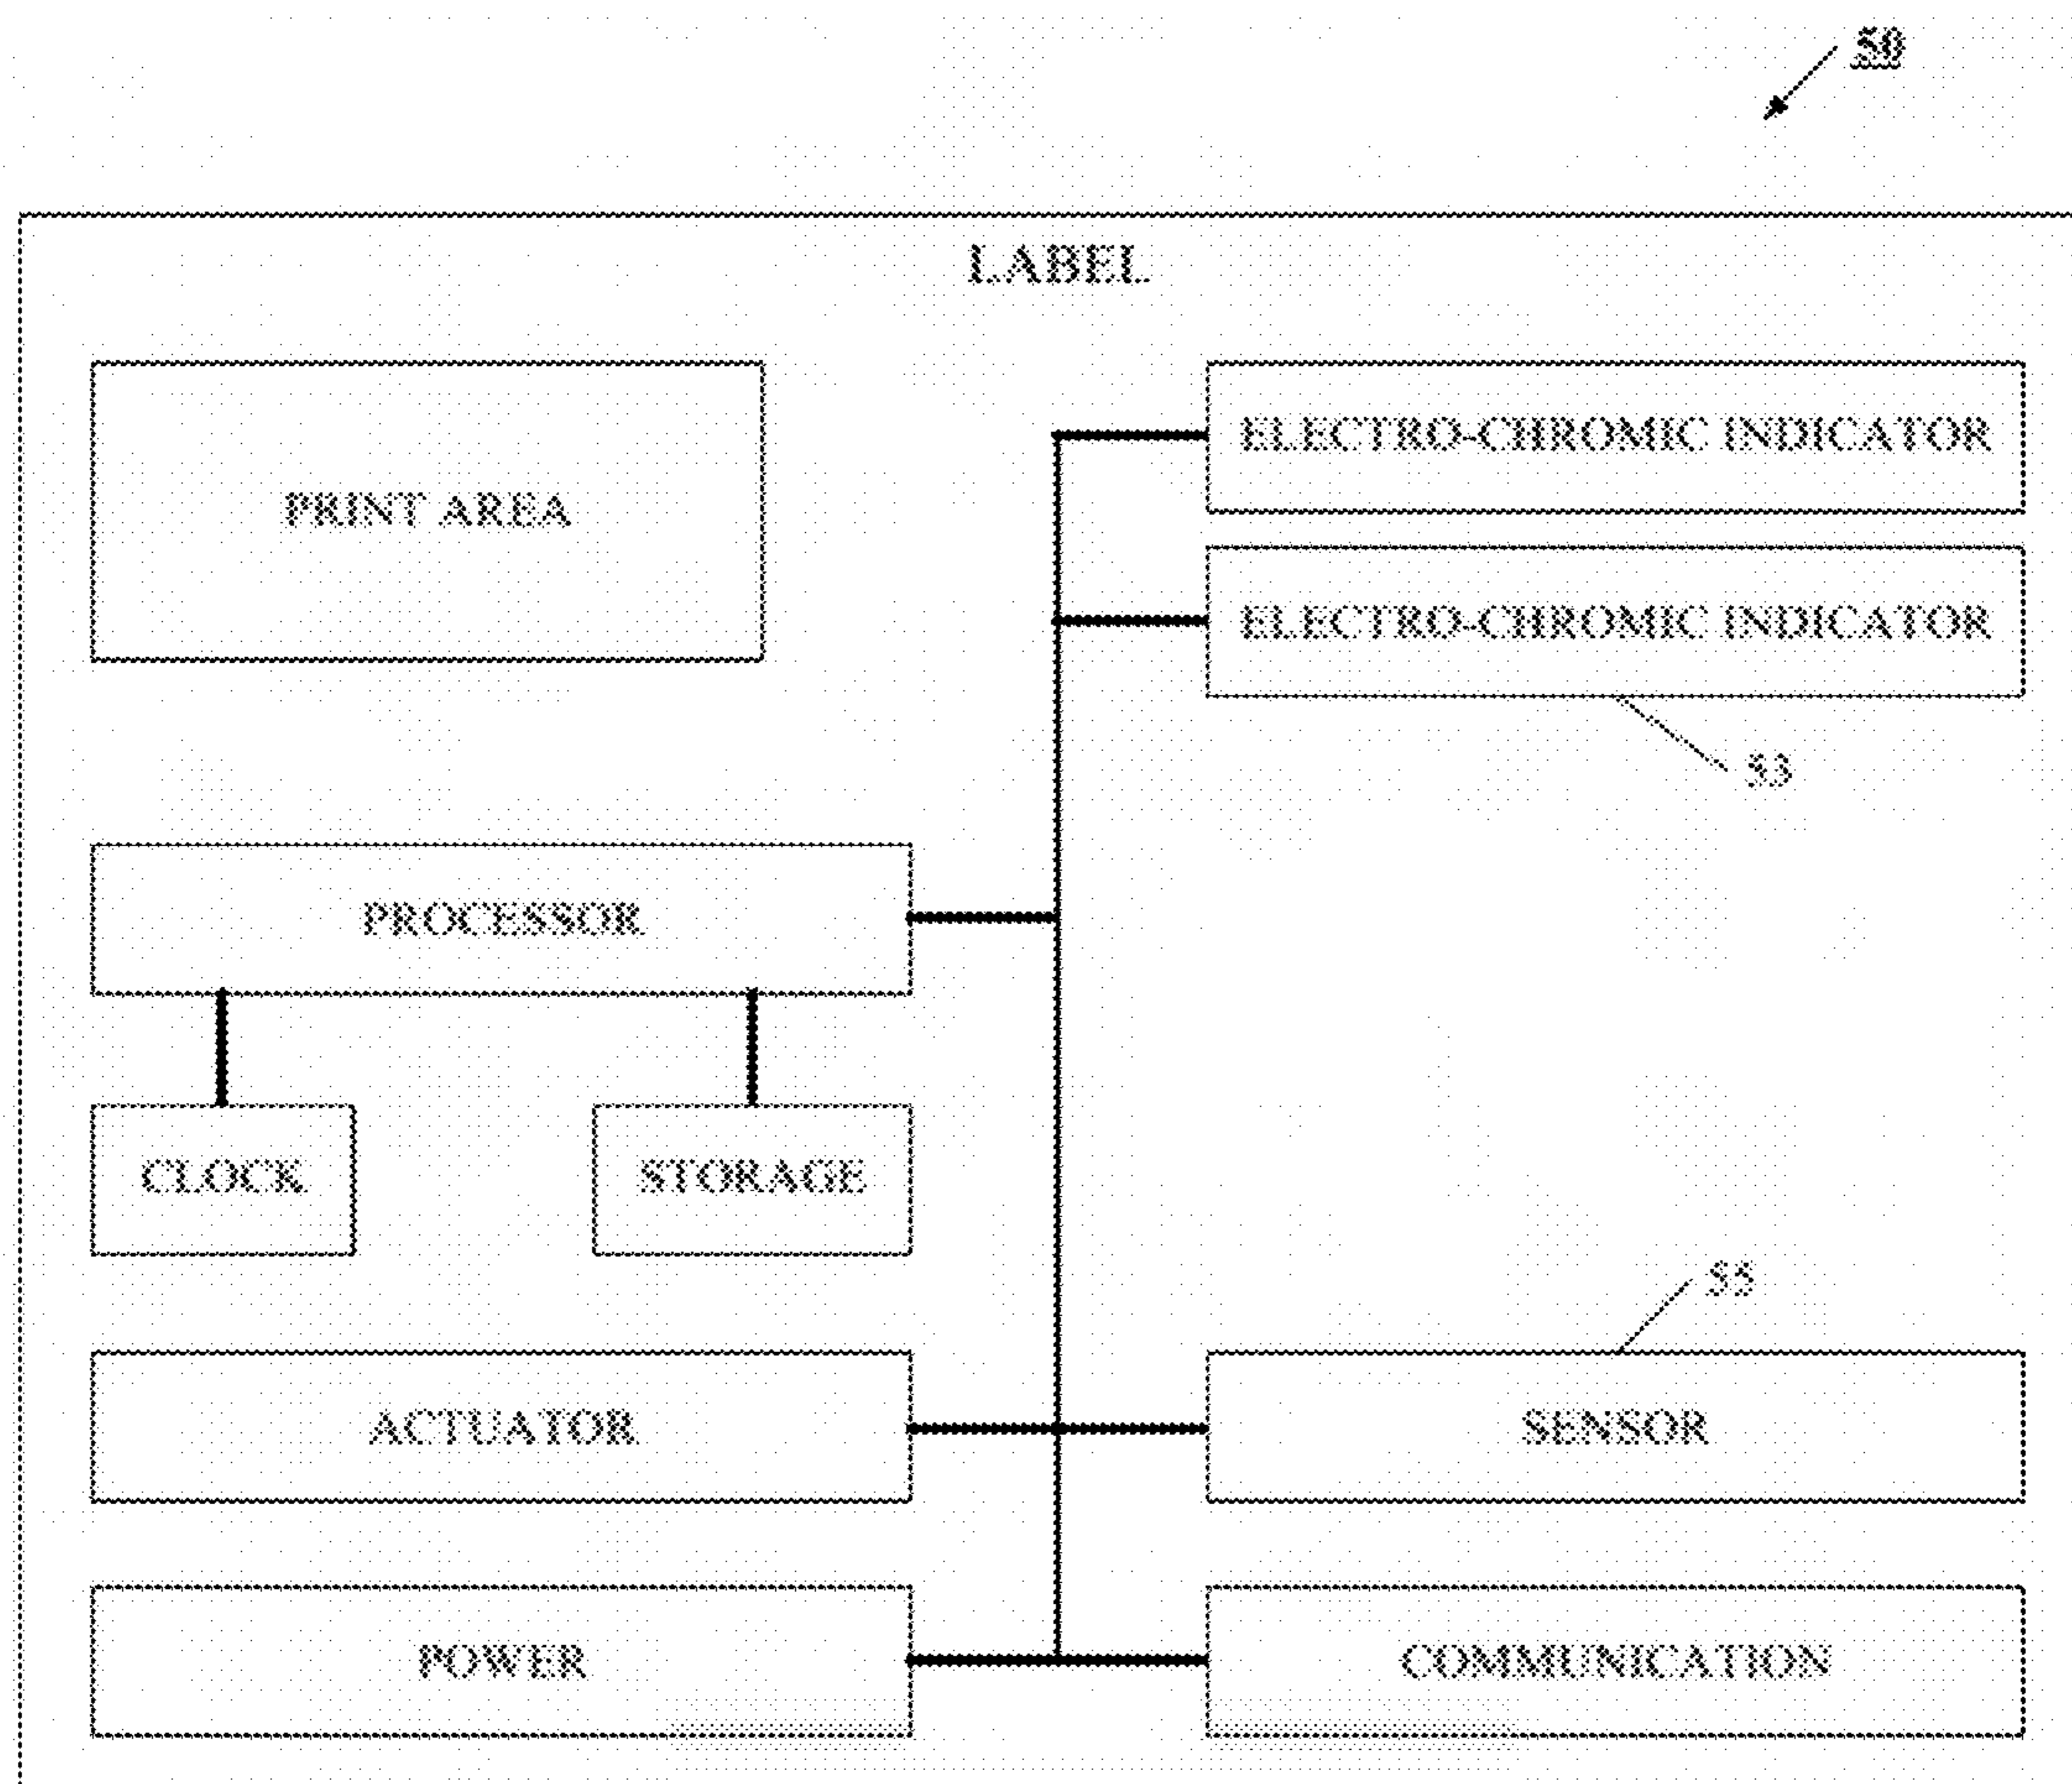 50
LABEL
PRINT AREA
ELECTRO-CHROMIC INDICATOR
ELECTRO-CHROMIC INDICATOR
53
PROCESSOR
CLOCK
STORAGE
55
ACTUATOR
SENSOR
POWER
COMMUNICATION